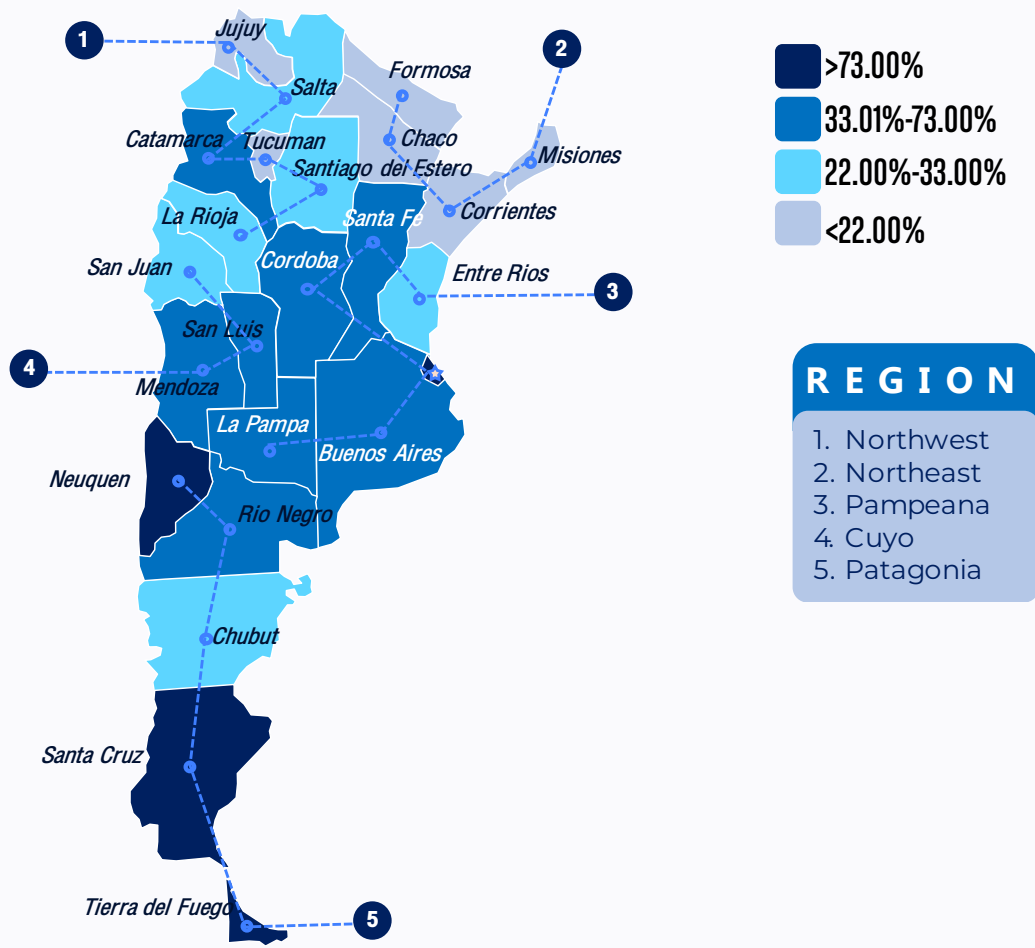 Jujuy
1
2
Formosa
Salta
Catamarca
Tucuman
Chaco
Misiones
Santiago del Estero
La Rioja
Santa Fe
Corrientes
San Juan
Cordoba
Entre Rios
3
San Luis
4
Mendoza
La Pampa
Buenos Aires
Neuquen
Rio Negro
Chubut
Santa Cruz
Tierra del Fuego
5
>73.00%
33.01%-73.00%
22.00%-33.00%
<22.00%
REGION
1. Northwest
2. Northeast
3. Pampeana
4. Cuyo
5. Patagonia